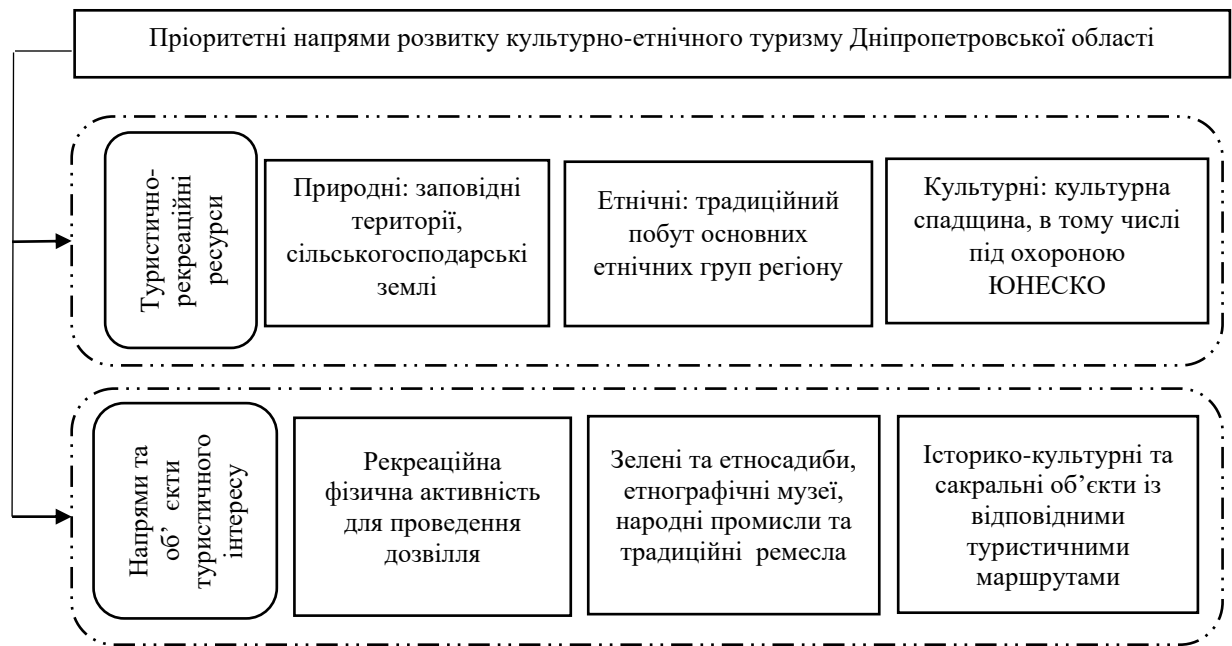 Пріоритетні напрями розвитку культурно-етнічного туризму Дніпропетровської області
Туристично-
рекреаційні
ресурси
Природні: заповідні
території,
сільськогосподарські
землі
Етнічні: традиційний
побут основних
етнічних груп регіону
Культурні: культурна
спадщина, в тому числі
під охороною
ЮНЕСКО
Напрями та
об’ єкти
туристичного
інтересу
Рекреаційна
фізична активність
для проведення
дозвілля
Зелені та етносадиби,
етнографічні музеї,
народні промисли та
традиційні ремесла
Історико-культурні та
сакральні об’єкти із
відповідними
туристичними
маршрутами